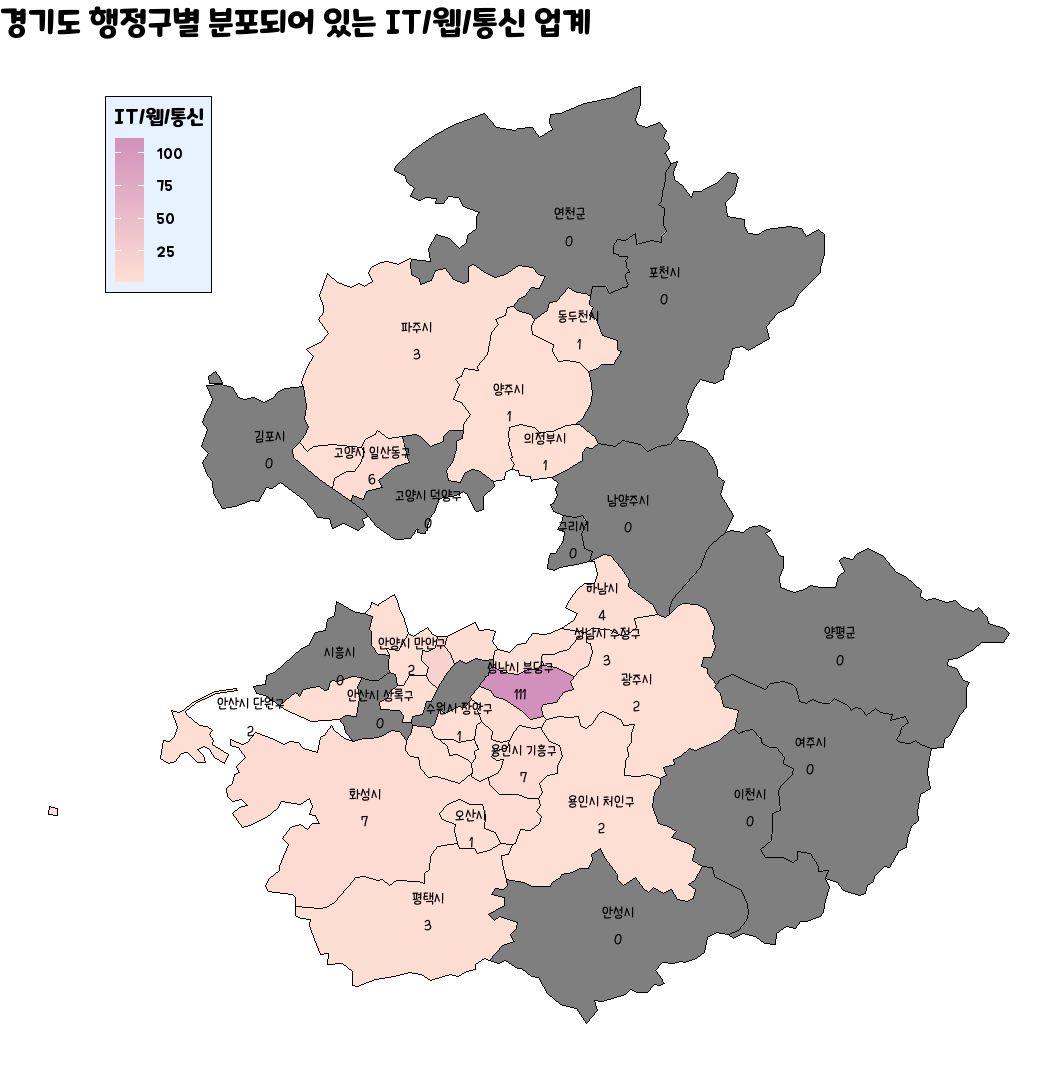 경기도 행정구별 분포되어 있는 IT/웹/통신 업계
IT/웹/통신
100
75
50
25
연천군
0
포천시
0
동두천시
1
파주시
3
양주시
1
의정부시
1
김포시
0
고양시 일산동구
6
고양시 덕양구
0
남양주시
0
구리시
0
하남시
4
성남시 수정구
3
양평군
0
안양시 만안구
2
시흥시
0
성남시 분당구
111
광주시
2
안산시 단원구
2
안산시 상록구
0
수원시 장안구
1
여주시
0
용인시 기흥구
7
화성시
7
용인시 처인구
2
이천시
0
오산시
1
평택시
3
안성시
0